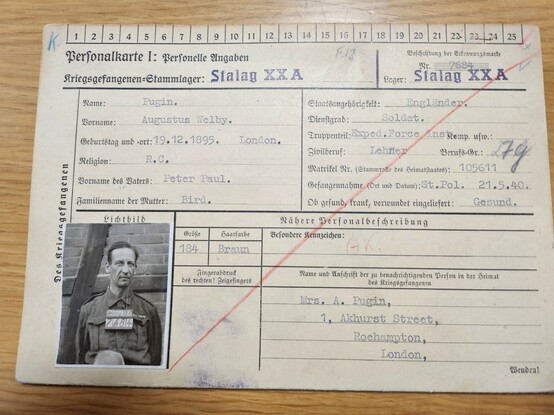 K.
1 2 3 4 5 6 7 8 9 10 11 12 13 14 15 16 17 18 19 20 21 22 23 24 25
Personalkarte I: Personelle Angaben
Beschriftung der Erkennungsmarke
Nr. 7684
Kriegsgefangenen=Stammlager: Stalag XXA
Lager: Stalag XXA
Des Kriegsgefangenen
Name: Pugin.
Vorname: Augustus Welby.
Geburtstag und =ort: 19.12.1895. London.
Religion: R.C.
Vorname des Vaters: Peter Paul.
Familienname der Mutter: Bird.
Staatsangehörigkeit: Engländer.
Dienstgrad: Soldat.
Truppenteil: Exped.Force Komp. usw.:
Zivilberuf: Lehrer Berufs=Gr.:
Matrikel Nr. (Stammrolle des Heimatstaates): 105611
Gefangennahme (Ort und Datum): St.Pol. 21.5.40.
Ob gesund, krank, verwundet eingeliefert: Gesund.
Lichtbild
Nähere Personalbeschreibung
Größe Haarfarbe Besondere Kennzeichen:
184 Braun
GK.
Fingerabdruck
des rechten! Zeigefingers
Name und Anschrift der zu benachrichtigenden Person in der Heimat
des Kriegsgefangenen
Mrs. A. Pugin,
1, Akhurst Street,
Roehampton,
London,
Wenden!